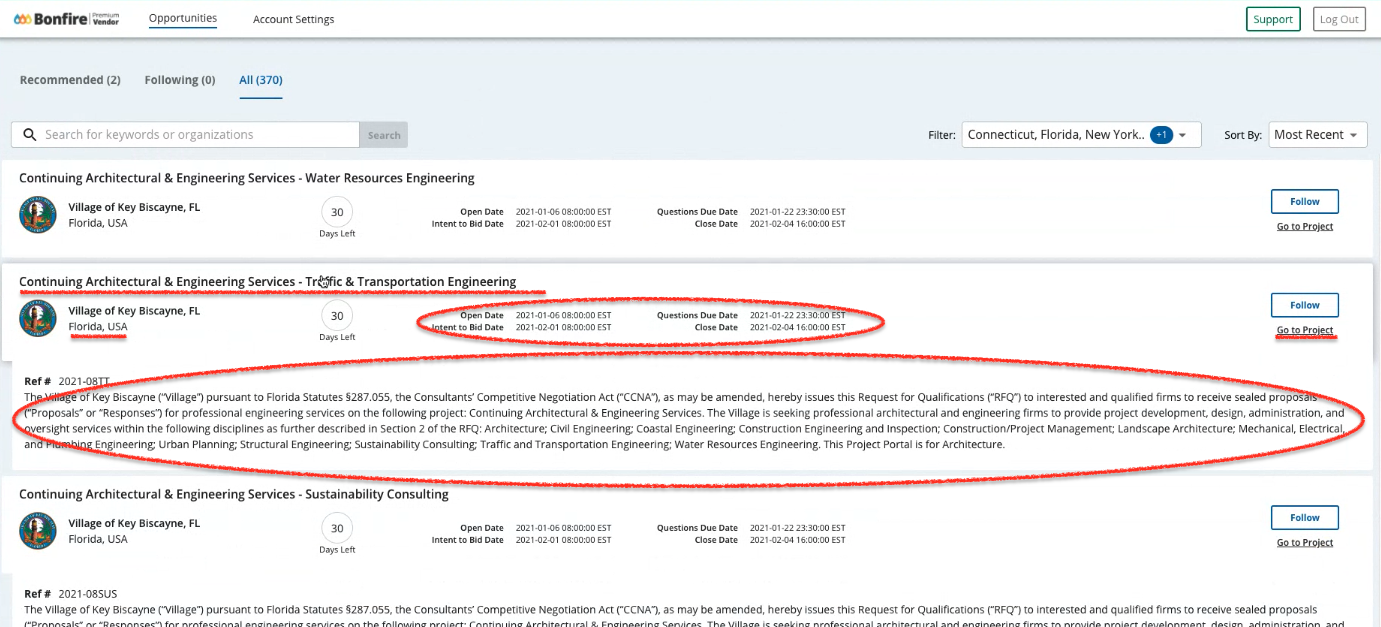 Bonfire Premium Vendor Opportunities Account Settings Support Log Out
Recommended (2) Following (0) All (370)
Search for keywords or organizations Search Filter: Connecticut, Florida, New York.. +1 Sort By: Most Recent
Continuing Architectural & Engineering Services - Water Resources Engineering
Village of Key Biscayne, FL
Florida, USA
30
Days Left
Open Date 2021-01-06 08:00:00 EST Questions Due Date 2021-01-22 23:30:00 EST
Intent to Bid Date 2021-02-01 08:00:00 EST Close Date 2021-02-04 16:00:00 EST
Follow
Go to Project
Continuing Architectural & Engineering Services - Traffic & Transportation Engineering
Village of Key Biscayne, FL
Florida, USA
30
Days Left
Open Date 2021-01-06 08:00:00 EST Questions Due Date 2021-01-22 23:30:00 EST
Intent to Bid Date 2021-02-01 08:00:00 EST Close Date 2021-02-04 16:00:00 EST
Follow
Go to Project
Ref # 2021-08TT
The Village of Key Biscayne (“Village”) pursuant to Florida Statutes §287.055, the Consultants’ Competitive Negotiation Act (“CCNA”), as may be amended, hereby issues this Request for Qualifications (“RFQ”) to interested and qualified firms to receive sealed proposals
(“Proposals” or “Responses”) for professional engineering services on the following project: Continuing Architectural & Engineering Services. The Village is seeking professional architectural and engineering firms to provide project development, design, administration, and
oversight services within the following disciplines as further described in Section 2 of the RFQ: Architecture; Civil Engineering; Coastal Engineering; Construction Engineering and Inspection; Construction/Project Management; Landscape Architecture; Mechanical, Electrical,
and Plumbing Engineering; Urban Planning; Structural Engineering; Sustainability Consulting; Traffic and Transportation Engineering; Water Resources Engineering. This Project Portal is for Architecture.
Continuing Architectural & Engineering Services - Sustainability Consulting
Village of Key Biscayne, FL
Florida, USA
30
Days Left
Open Date 2021-01-06 08:00:00 EST Questions Due Date 2021-01-22 23:30:00 EST
Intent to Bid Date 2021-02-01 08:00:00 EST Close Date 2021-02-04 16:00:00 EST
Follow
Go to Project
Ref # 2021-08SUS
The Village of Key Biscayne (“Village”) pursuant to Florida Statutes §287.055, the Consultants’ Competitive Negotiation Act (“CCNA”), as may be amended, hereby issues this Request for Qualifications (“RFQ”) to interested and qualified firms to receive sealed proposals
(“Proposals” or “Responses”) for professional engineering services on the following project: Continuing Architectural & Engineering Services. The Village is seeking professional architectural and engineering firms to provide project development, design, administration, and